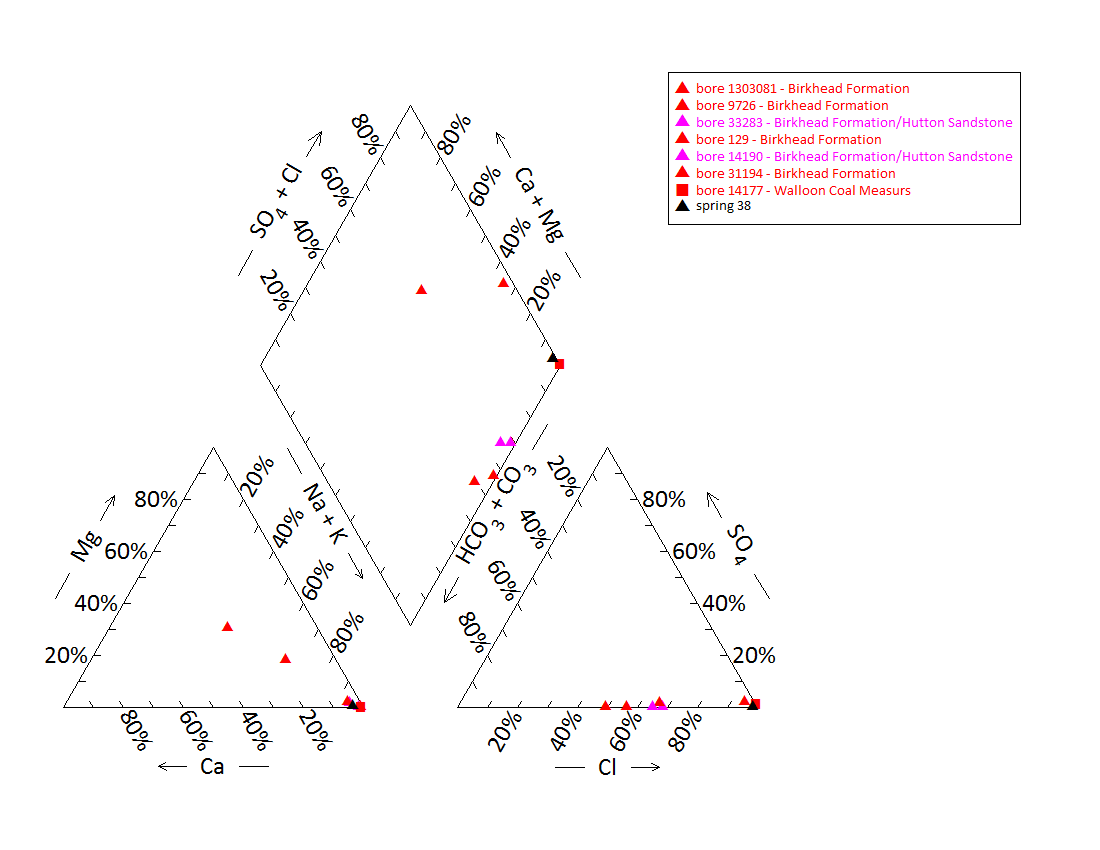 bore 1303081 - Birkhead Formation
bore 9726 - Birkhead Formation
bore 33283 - Birkhead Formation/Hutton Sandstone
bore 129 - Birkhead Formation
bore 14190 - Birkhead Formation/Hutton Sandstone
bore 31194 - Birkhead Formation
bore 14177 - Walloon Coal Measurs
spring 38
SO4 + Cl
80%
60%
40%
20%
Ca + Mg
80%
60%
40%
20%
Mg
80%
60%
40%
20%
Na + K
20%
40%
60%
80%
HCO3 + CO3
20%
40%
60%
80%
SO4
80%
60%
40%
20%
80%
60%
40%
20%
Ca
20%
40%
60%
80%
Cl